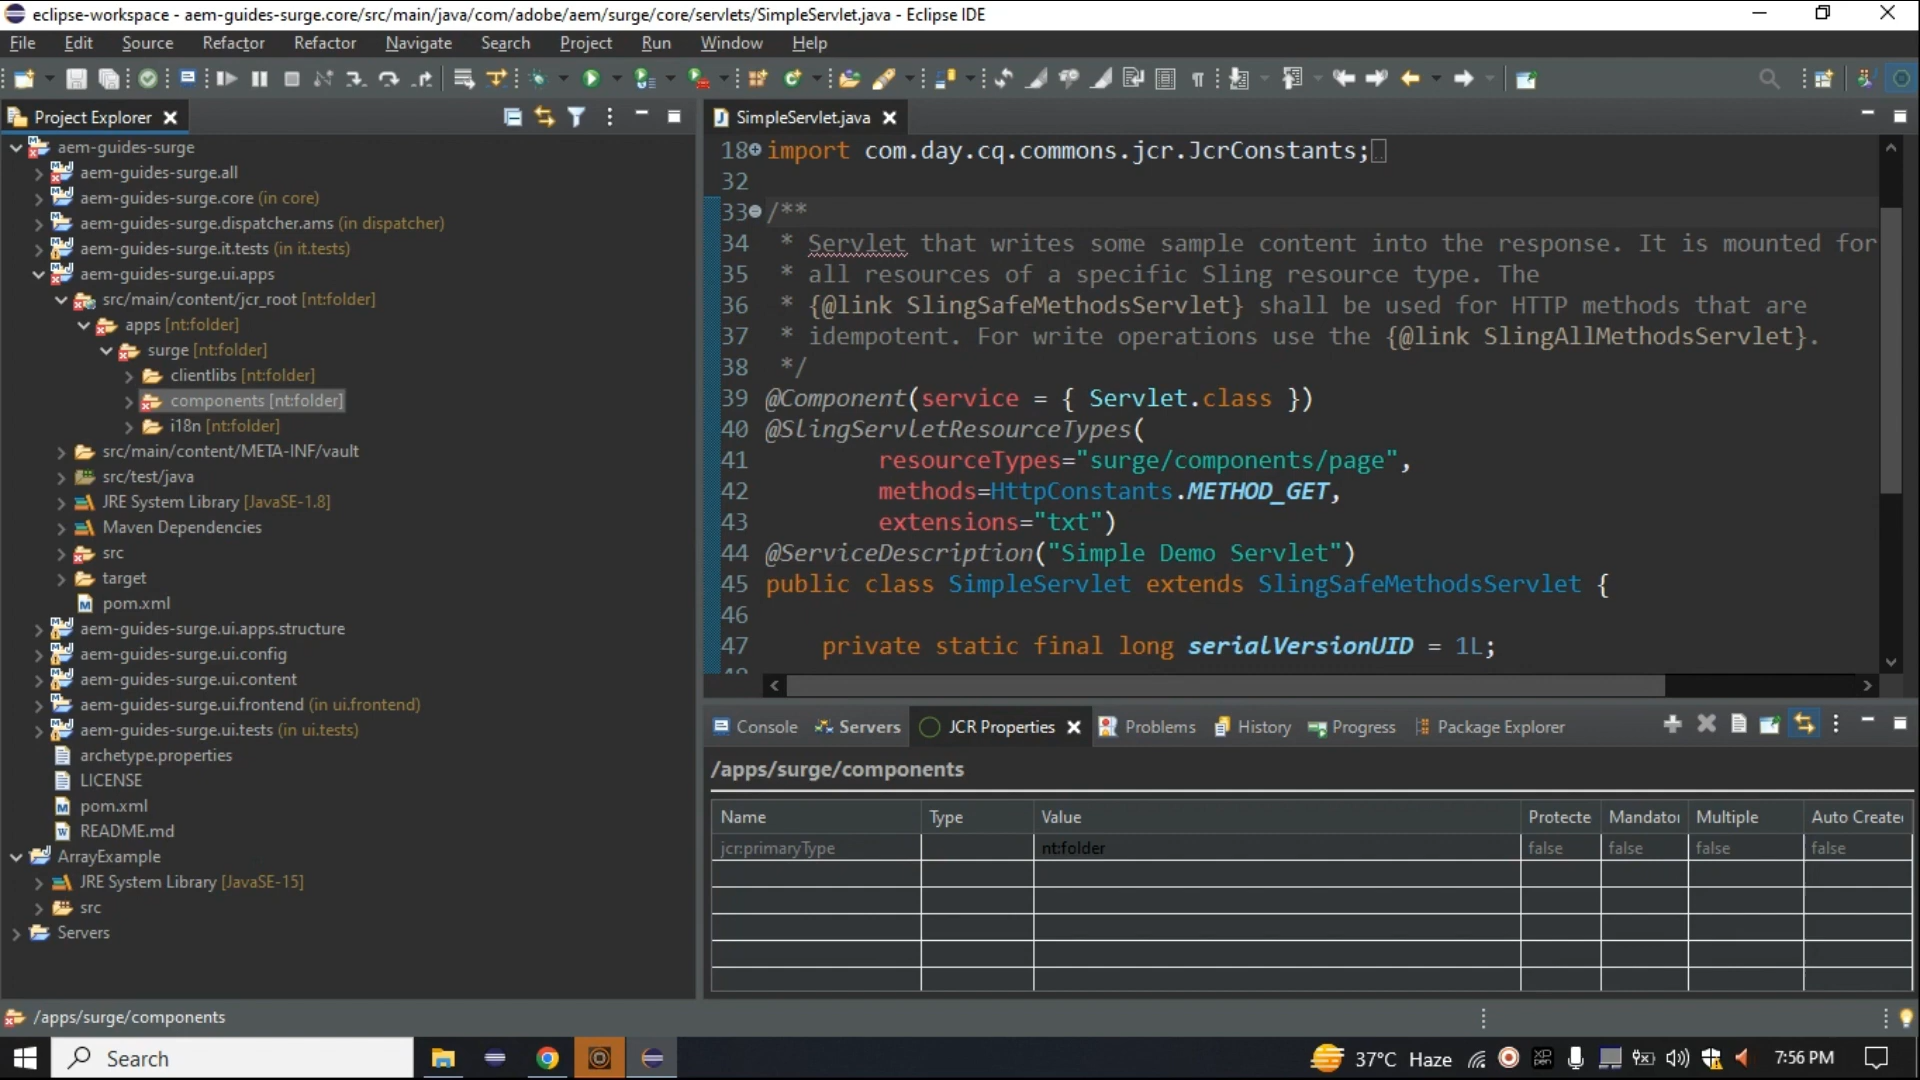 eclipse-workspace - aem-guides-surge.core/src/main/java/com/adobe/aem/surge/core/servlets/SimpleServlet.java - Eclipse IDE
File Edit Source Refactor Refactor Navigate Search Project Run Window Help
Project Explorer
aem-guides-surge
aem-guides-surge.all
aem-guides-surge.core (in core)
aem-guides-surge.dispatcher.ams (in dispatcher)
aem-guides-surge.it.tests (in it.tests)
aem-guides-surge.ui.apps
src/main/content/jcr_root [nt:folder]
apps [nt:folder]
surge [nt:folder]
clientlibs [nt:folder]
components [nt:folder]
i18n [nt:folder]
src/main/content/META-INF/vault
src/test/java
JRE System Library [JavaSE-1.8]
Maven Dependencies
src
target
pom.xml
aem-guides-surge.ui.apps.structure
aem-guides-surge.ui.config
aem-guides-surge.ui.content
aem-guides-surge.ui.frontend (in ui.frontend)
aem-guides-surge.ui.tests (in ui.tests)
archetype.properties
LICENSE
pom.xml
README.md
ArrayExample
JRE System Library [JavaSE-15]
src
Servers
SimpleServlet.java
18 import com.day.cq.commons.jcr.JcrConstants;
32
33 /**
34 * Servlet that writes some sample content into the response. It is mounted for
35 * all resources of a specific Sling resource type. The
36 * {@link SlingSafeMethodsServlet} shall be used for HTTP methods that are
37 * idempotent. For write operations use the {@link SlingAllMethodsServlet}.
38 */
39 @Component(service = { Servlet.class })
40 @SlingServletResourceTypes(
41 resourceTypes="surge/components/page",
42 methods=HttpConstants.METHOD_GET,
43 extensions="txt")
44 @ServiceDescription("Simple Demo Servlet")
45 public class SimpleServlet extends SlingSafeMethodsServlet {
46
47 private static final long serialVersionUID = 1L;
Console Servers JCR Properties Problems History Progress Package Explorer
/apps/surge/components
Name Type Value Protecte Mandator Multiple Auto Created
jcr:primaryType nt:folder false false false false
/apps/surge/components
Search 37°C Haze 7:56 PM